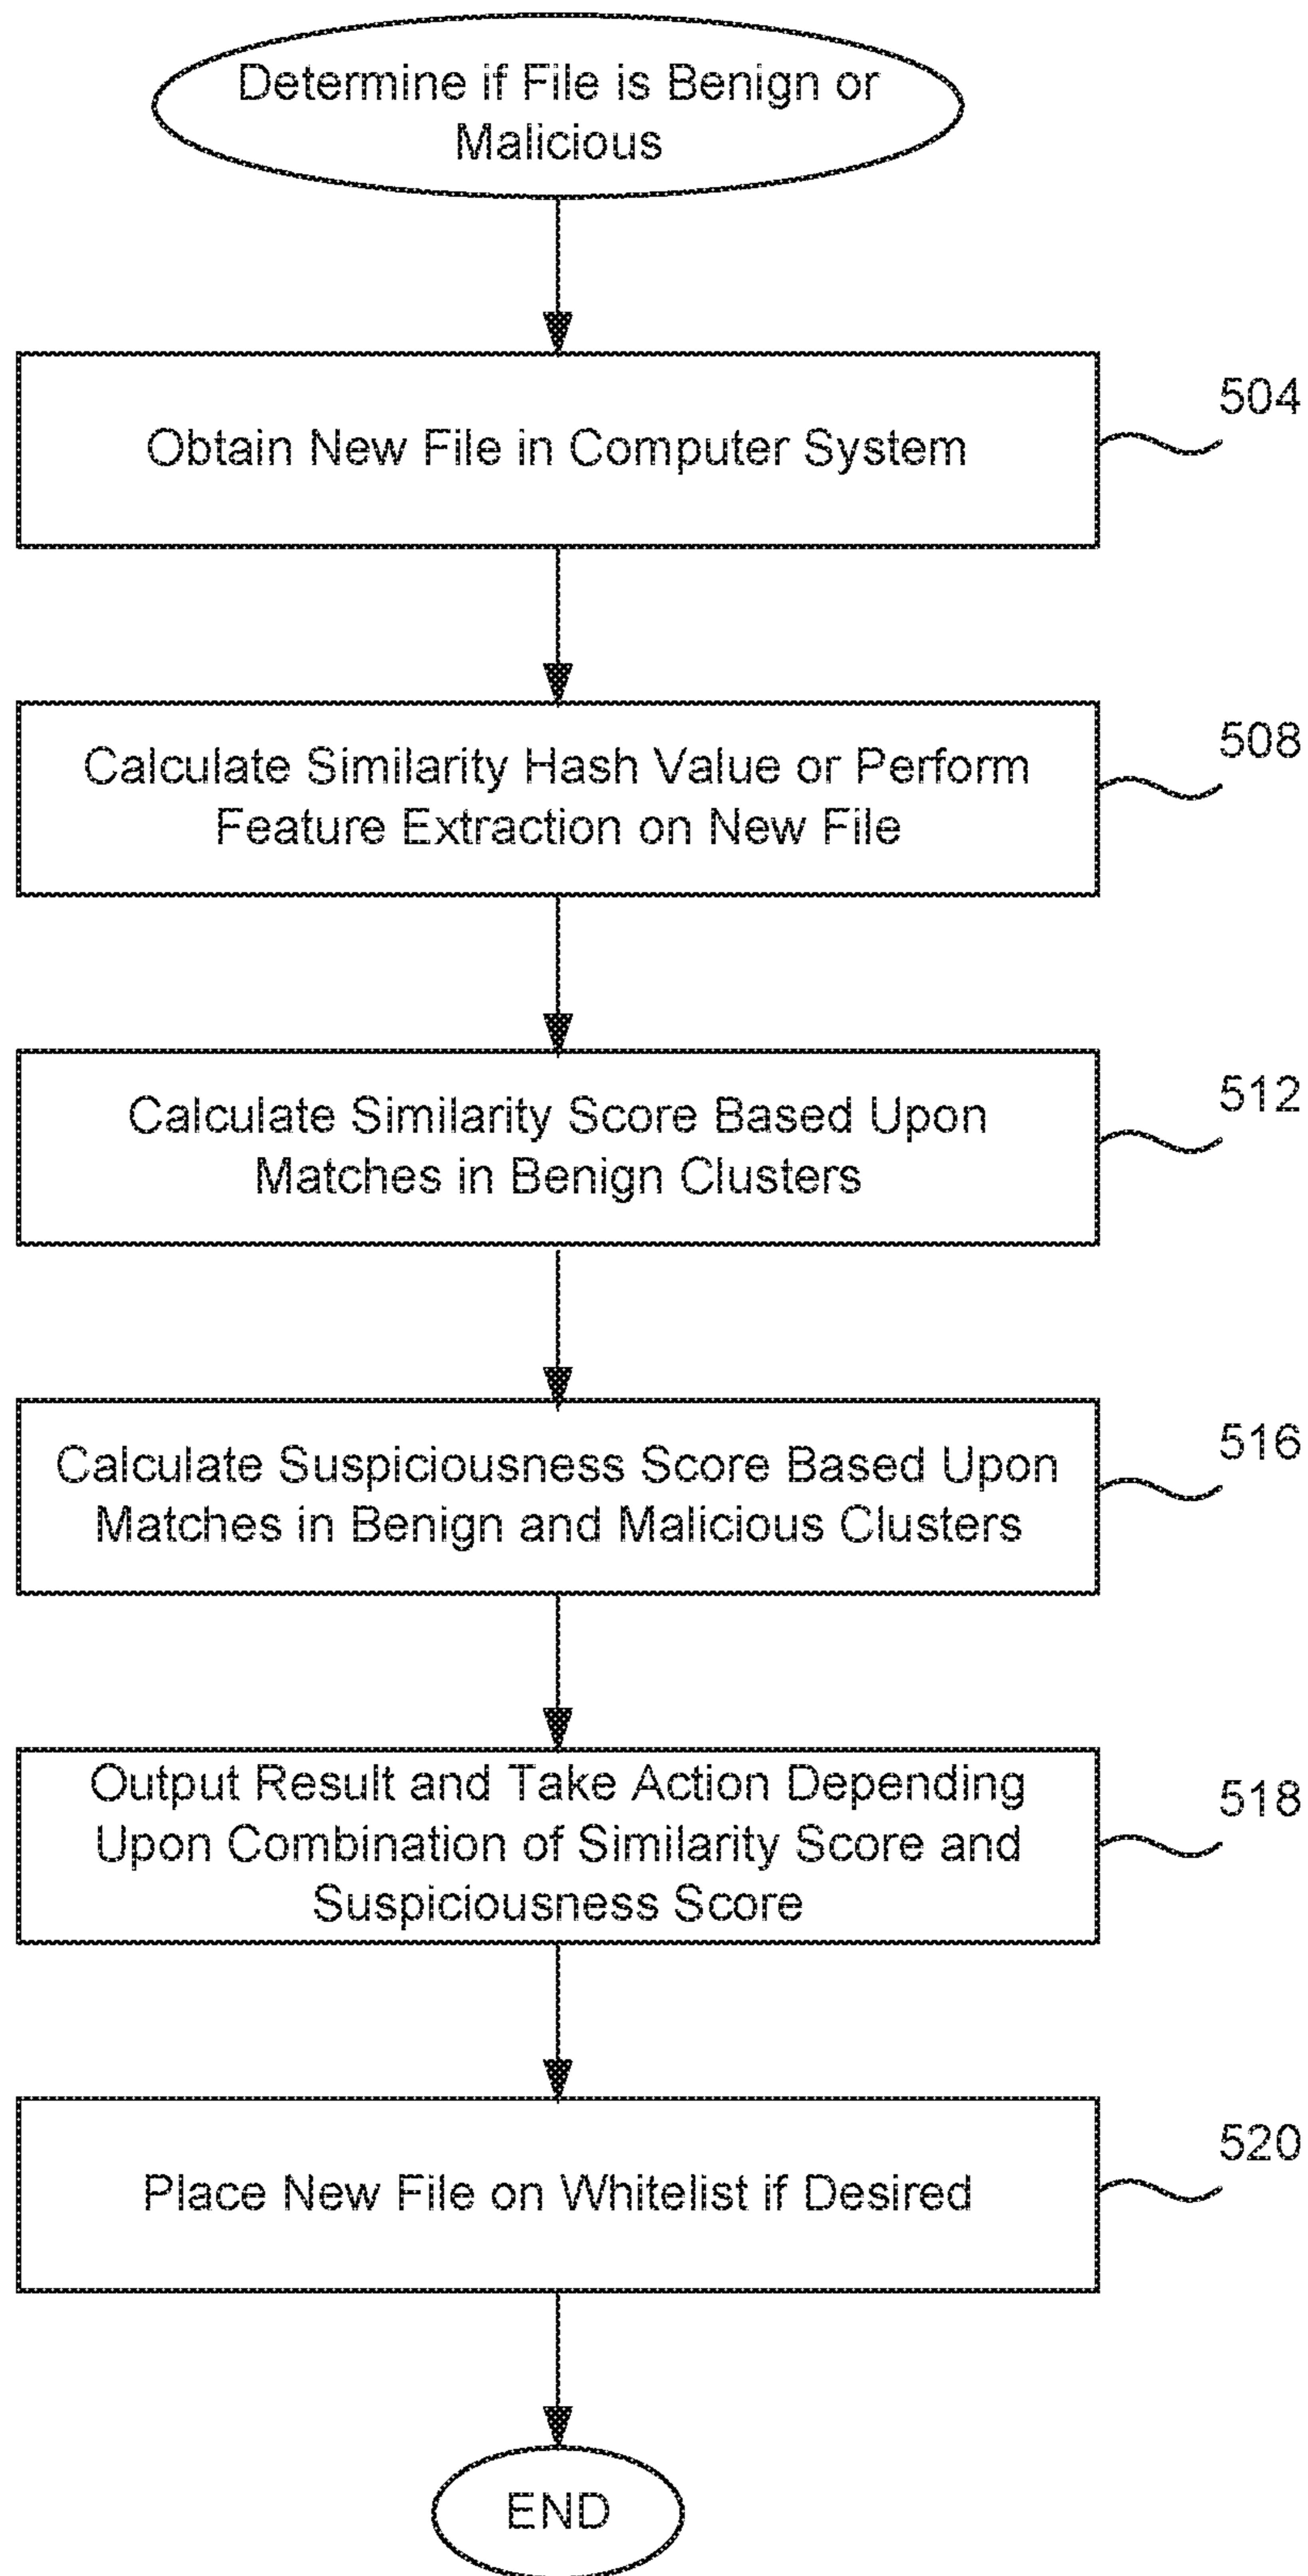 Determine if File is Benign or
Malicious
504
Obtain New File in Computer System
508
Calculate Similarity Hash Value or Perform
Feature Extraction on New File
512
Calculate Similarity Score Based Upon
Matches in Benign Clusters
516
Calculate Suspiciousness Score Based Upon
Matches in Benign and Malicious Clusters
518
Output Result and Take Action Depending
Upon Combination of Similarity Score and
Suspiciousness Score
520
Place New File on Whitelist if Desired
END